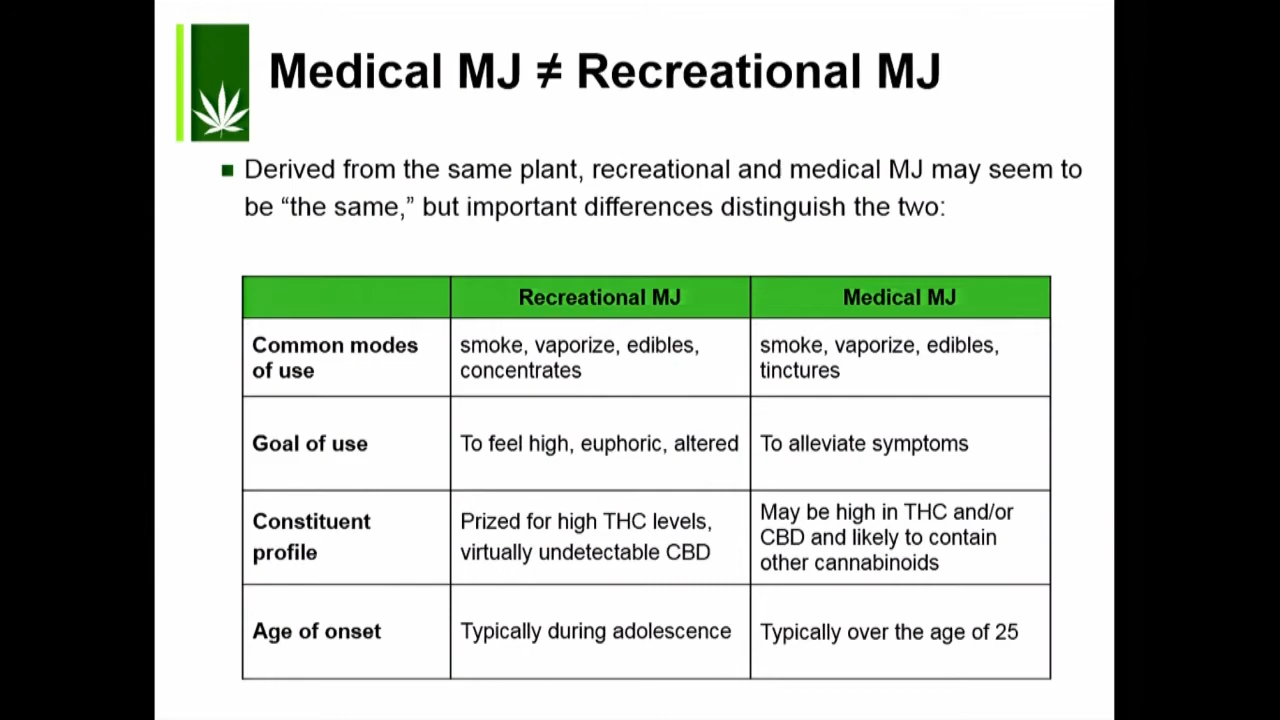 Medical MJ ≠ Recreational MJ
Derived from the same plant, recreational and medical MJ may seem to
be “the same,” but important differences distinguish the two:
Recreational MJ
Medical MJ
Common modes
of use
smoke, vaporize, edibles,
concentrates
smoke, vaporize, edibles,
tinctures
Goal of use
To feel high, euphoric, altered
To alleviate symptoms
Constituent
profile
Prized for high THC levels,
virtually undetectable CBD
May be high in THC and/or
CBD and likely to contain
other cannabinoids
Age of onset
Typically during adolescence
Typically over the age of 25